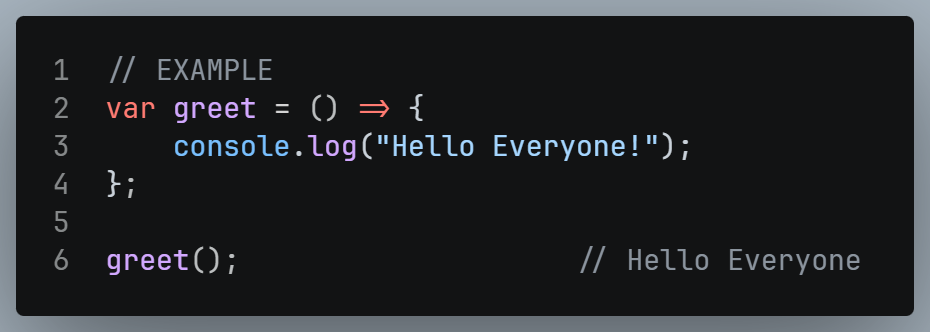 1 // EXAMPLE
2 var greet = () => {
3     console.log("Hello Everyone!");
4 };
5
6 greet();                    // Hello Everyone